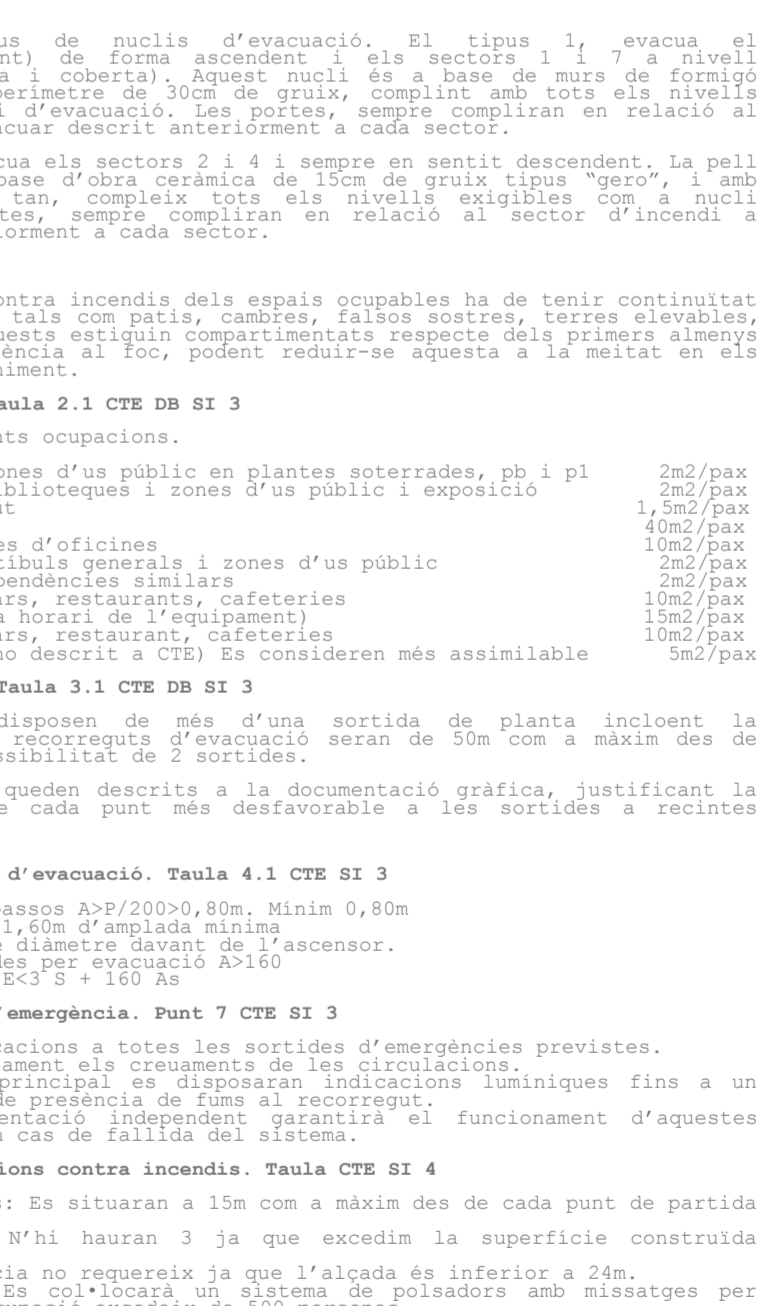 us de nuclis d’evacuació. El tipus 1, evacua el
nt) de forma ascendent i els sectors 1 i 7 a nivell
a i coberta). Aquest nucli és a base de murs de formigó
perímetre de 30cm de gruix, complint amb tots els nivells
i d’evacuació. Les portes, sempre compliran en relació al
cuar descrit anteriorment a cada sector.
cua els sectors 2 i 4 i sempre en sentit descendent. La pell
base d’obra ceràmica de 15cm de gruix tipus “gero”, i amb
tan, compleix tots els nivells exigibles com a nucli
tes, sempre compliran en relació al sector d’incendi a
iorment a cada sector.
ontra incendis dels espais ocupables ha de tenir continuïtat
tals com patis, cambres, falsos sostres, terres elevables,
uests estiguin compartimentats respecte dels primers almenys
ència al foc, podent reduir-se aquesta a la meitat en els
niment.
aula 2.1 CTE DB SI 3
nts ocupacions.
ones d’us públic en plantes soterrades, pb i p1 2m2/pax
iblioteques i zones d’us públic i exposició 2m2/pax
ut 1,5m2/pax
40m2/pax
es d’oficines 10m2/pax
tíbuls generals i zones d’us públic 2m2/pax
pendències similars 2m2/pax
ars, restaurants, cafeteries 10m2/pax
a horari de l’equipament) 15m2/pax
ars, restaurant, cafeteries 10m2/pax
no descrit a CTE) Es consideren més assimilable 5m2/pax
Taula 3.1 CTE DB SI 3
disposen de més d’una sortida de planta incloent la
recorreguts d’evacuació seran de 50m com a màxim des de
ssibilitat de 2 sortides.
queden descrits a la documentació gràfica, justificant la
e cada punt més desfavorable a les sortides a recintes
d’evacuació. Taula 4.1 CTE SI 3
passos A>P/200>0,80m. Mínim 0,80m
1,60m d’amplada mínima
e diàmetre davant de l’ascensor.
des per evacuació A>160
E<3 S + 160 As
’emergència. Punt 7 CTE SI 3
cacions a totes les sortides d’emergències previstes.
tament els creuaments de les circulacions.
principal es disposaran indicacions lumíniques fins a un
de presència de fums al recorregut.
entació independent garantirà el funcionament d’aquestes
n cas de fallida del sistema.
ions contra incendis. Taula CTE SI 4
s: Es situaran a 15m com a màxim des de cada punt de partida
N’hi hauran 3 ja que excedim la superfície construïda
cia no requereix ja que l’alçada és inferior a 24m.
Es col•locarà un sistema de polsadors amb missatges per
upació excedeix de 500 persones.